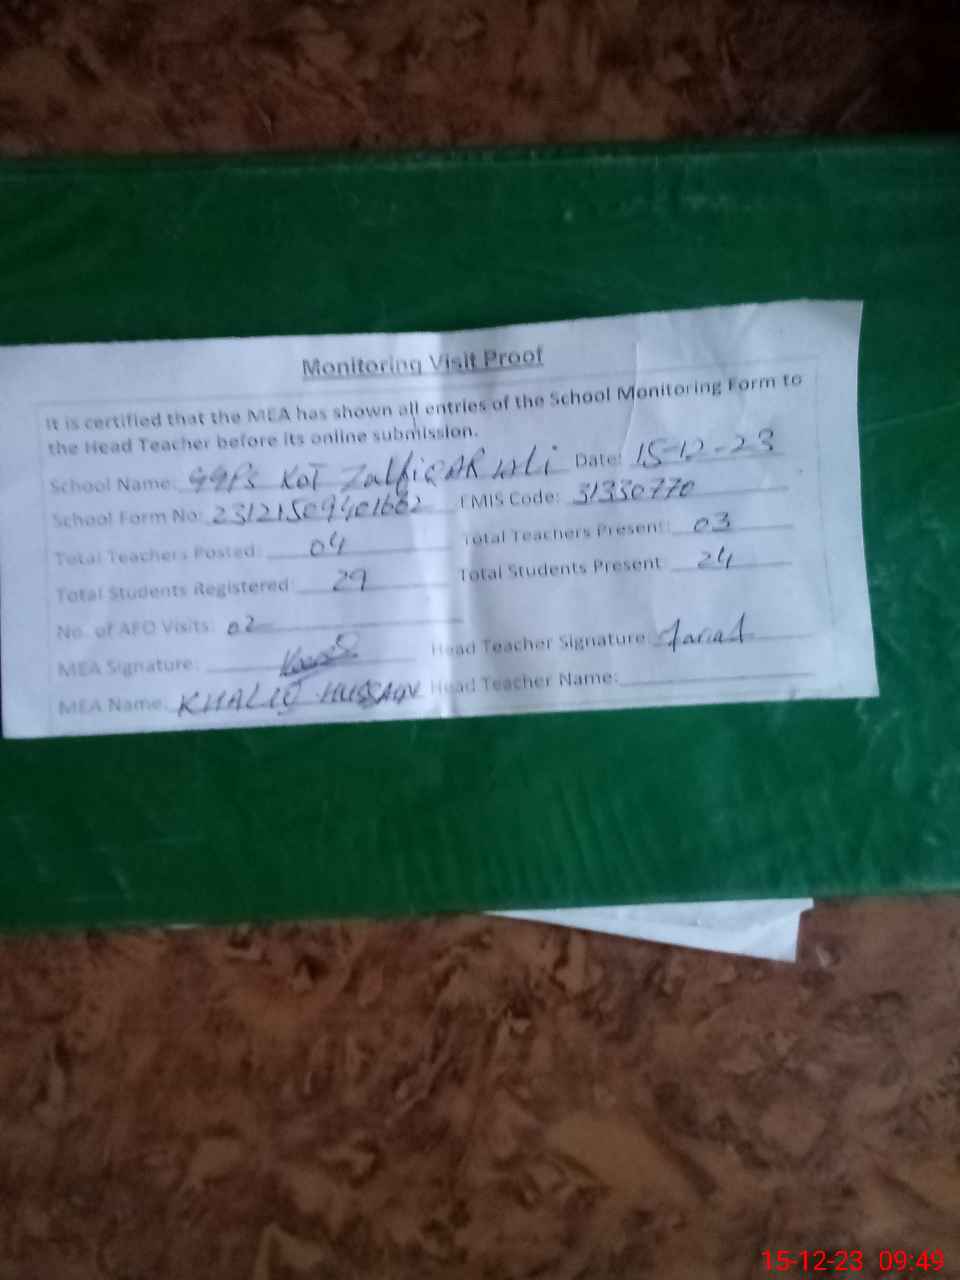 Monitoring Visit Proof
It is certified that the MEA has shown all entries of the School Monitoring Form to
the Head Teacher before its online submission.
School Name: GGPS KOT ZalfiQAR Ali Date: 15-12-23
School Form No: EMIS Code: 31330770
Total Teachers Posted: 04 Total Teachers Present: 03
Total Students Registered: 29 Total Students Present 24
No. of AEO Visits: 02
MEA Signature: Head Teacher Signature
MEA Name: KHALIQ HUSSAIN Head Teacher Name:
15-12-23 09:49